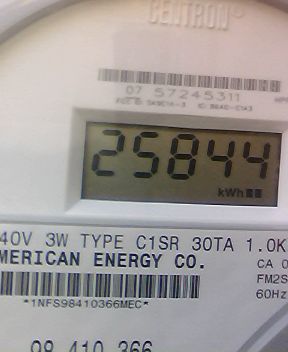 CENTRON®
07 57245311
25844
kWh
40V 3W TYPE C1SR 30TA 1.0K
MERICAN ENERGY CO.
CA 0
FM2S
*1NFS98410366MEC*
60Hz
98 410 366